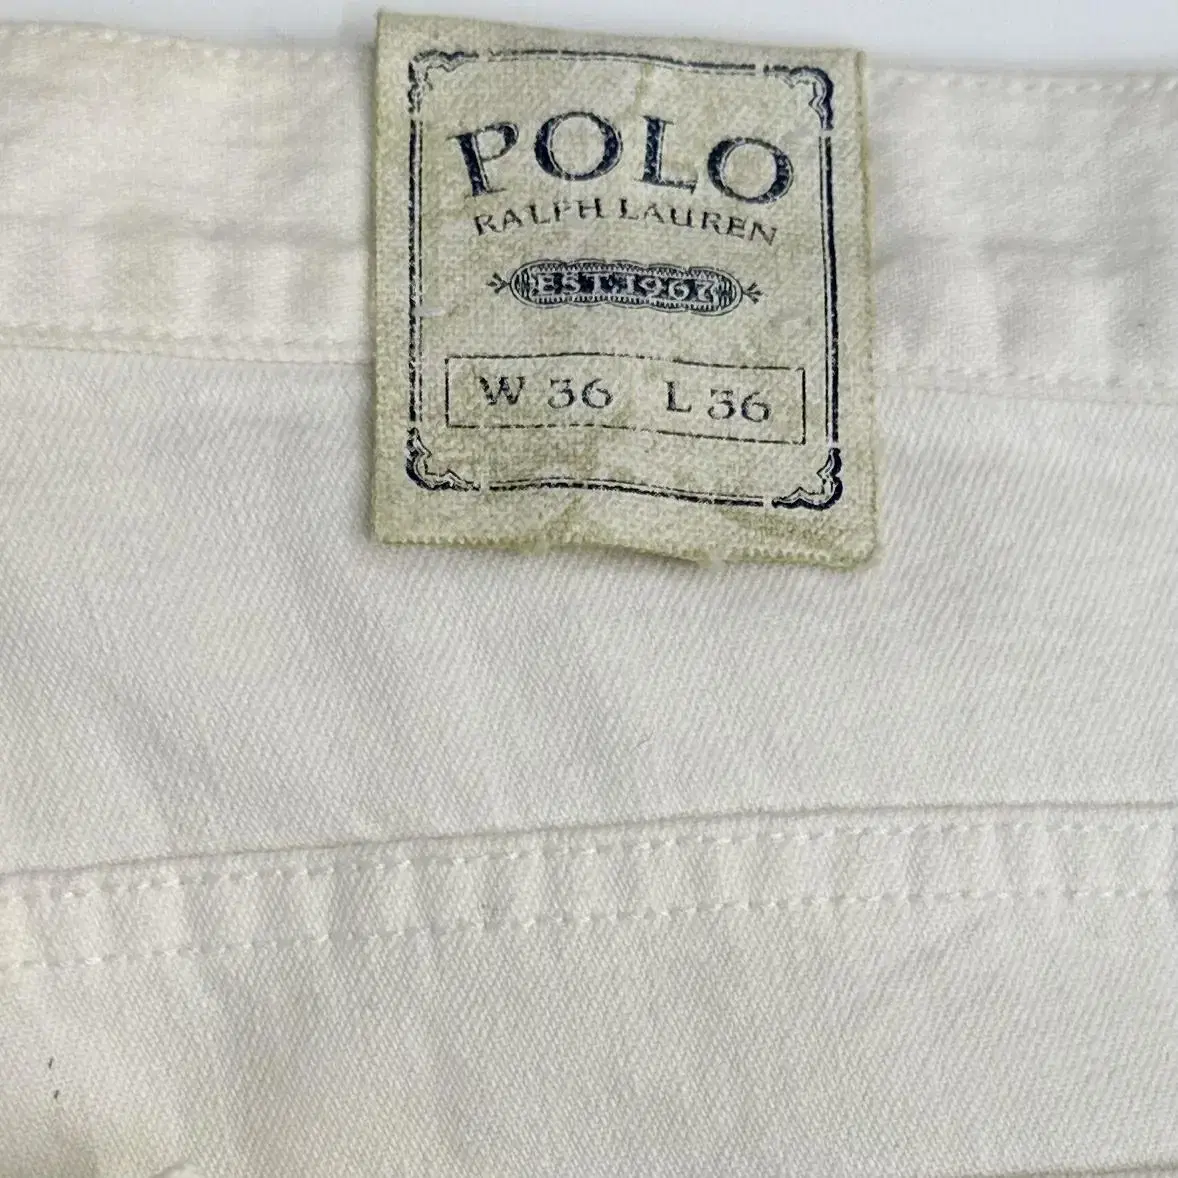 POLO
RALPH LAUREN
EST. 1967
W 36 L 36